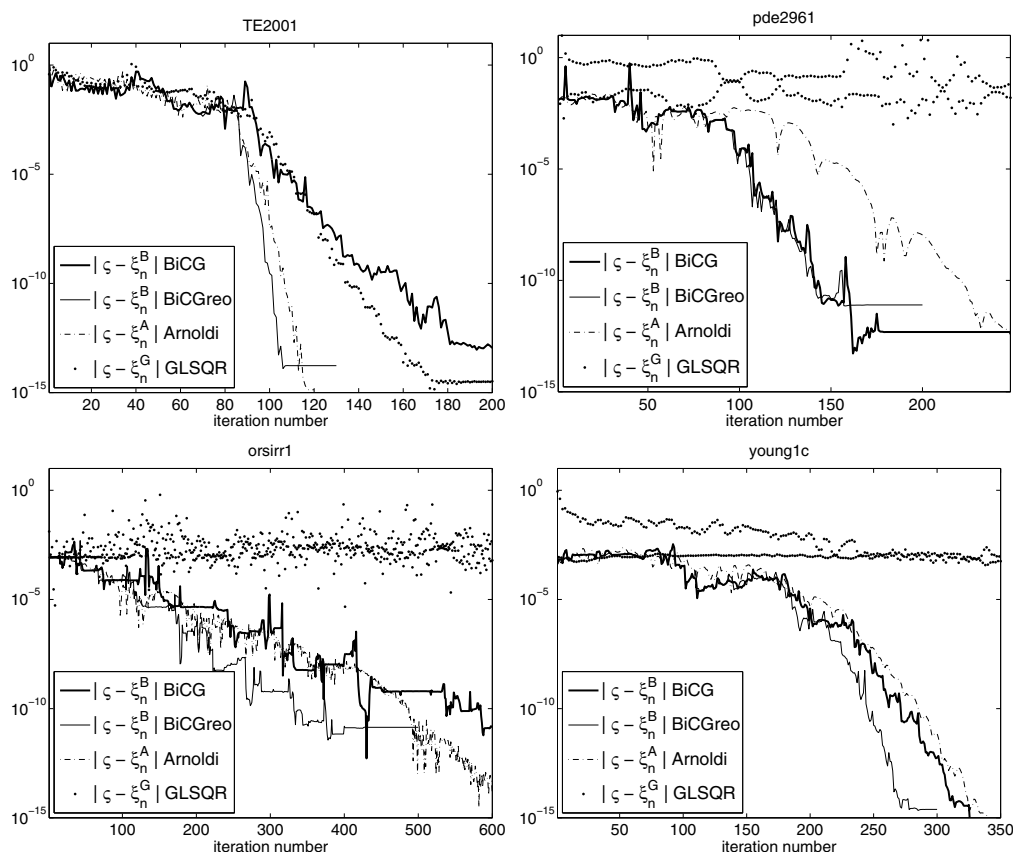 TE2001
10^0
10^−5
10^−10
10^−15
| ς − ξ_n^B | BiCG
| ς − ξ_n^B | BiCGreo
| ς − ξ_n^A | Arnoldi
| ς − ξ_n^G | GLSQR
20 40 60 80 100 120 140 160 180 200
iteration number
pde2961
10^0
10^−5
10^−10
10^−15
| ς − ξ_n^B | BiCG
| ς − ξ_n^B | BiCGreo
| ς − ξ_n^A | Arnoldi
| ς − ξ_n^G | GLSQR
50 100 150 200
iteration number
orsirr1
10^0
10^−5
10^−10
10^−15
| ς − ξ_n^B | BiCG
| ς − ξ_n^B | BiCGreo
| ς − ξ_n^A | Arnoldi
| ς − ξ_n^G | GLSQR
100 200 300 400 500 600
iteration number
young1c
10^0
10^−5
10^−10
10^−15
| ς − ξ_n^B | BiCG
| ς − ξ_n^B | BiCGreo
| ς − ξ_n^A | Arnoldi
| ς − ξ_n^G | GLSQR
50 100 150 200 250 300 350
iteration number